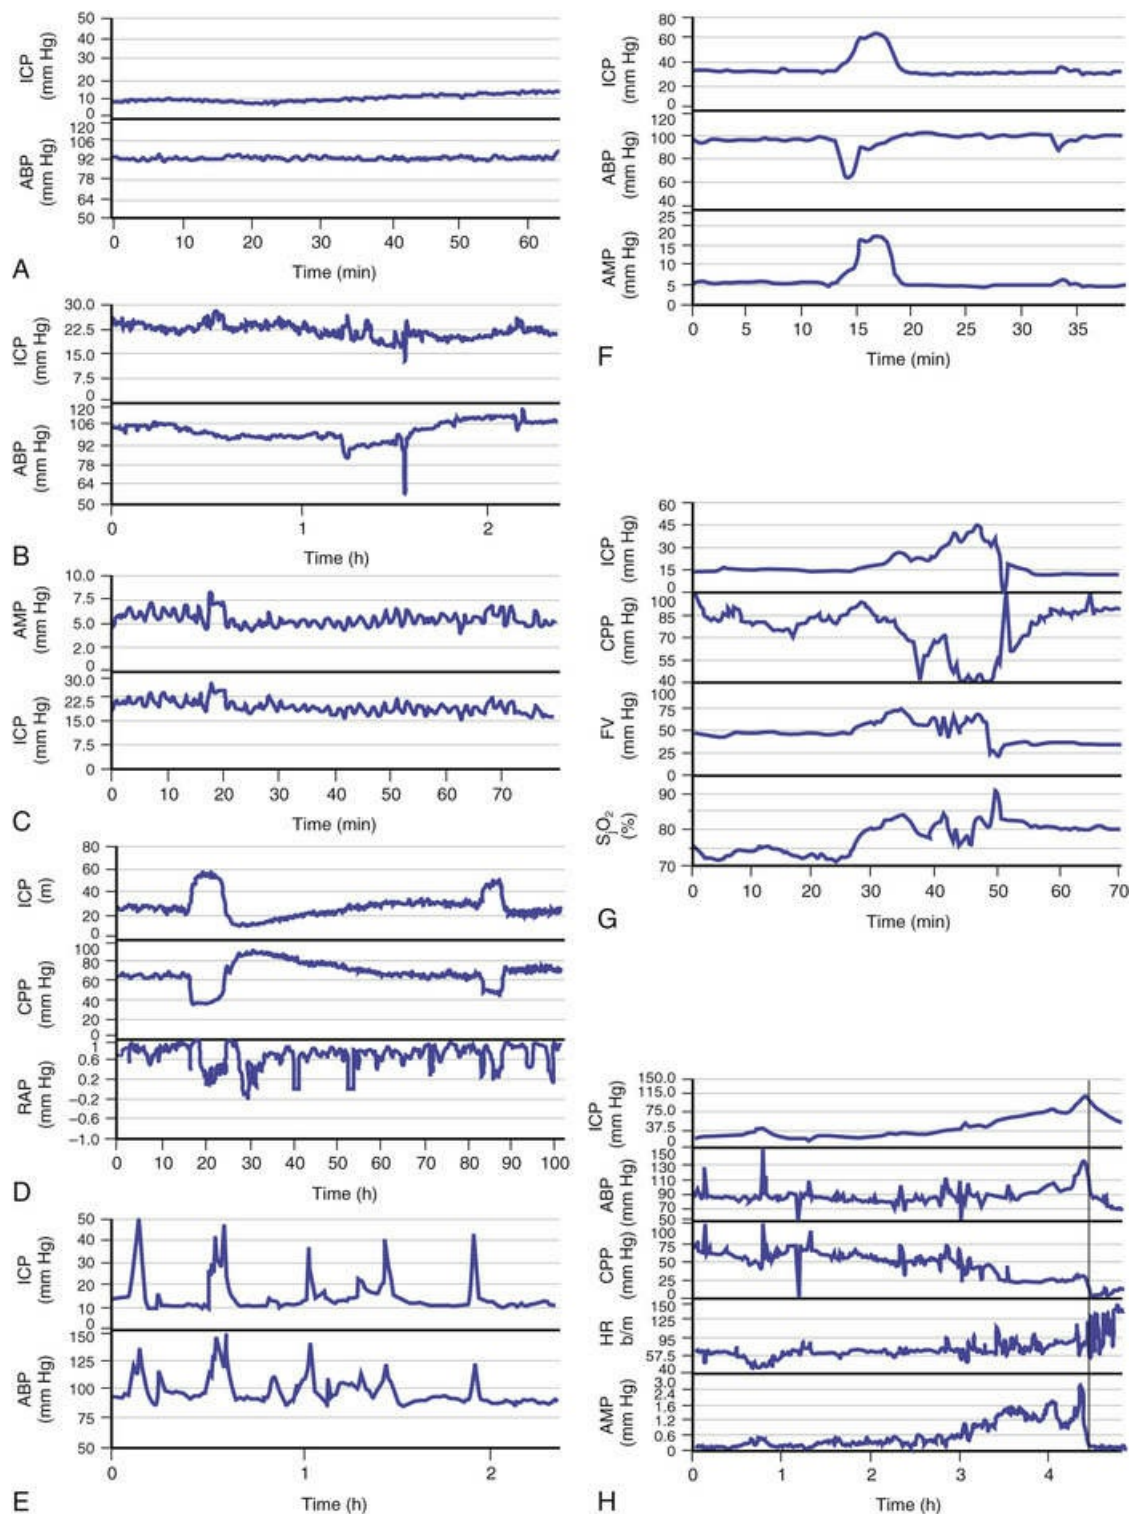 50
40
30
20
10
0
ICP
(mm Hg)
120
106
92
78
64
50
ABP
(mm Hg)
0 10 20 30 40 50 60
Time (min)
A
30.0
22.5
15.0
7.5
0
ICP
(mm Hg)
120
106
92
78
64
50
ABP
(mm Hg)
0 1 2
Time (h)
B
10.0
7.5
5.0
2.0
0
AMP
(mm Hg)
30.0
22.5
15.0
7.5
0
ICP
(mm Hg)
0 10 20 30 40 50 60 70
Time (min)
C
80
60
40
20
0
ICP
(m)
100
80
60
40
20
0
CPP
(mm Hg)
1
0.6
0.2
−0.2
−0.6
−1.0
RAP
(mm Hg)
0 10 20 30 40 50 60 70 80 90 100
Time (h)
D
50
40
30
20
10
0
ICP
(mm Hg)
150
125
100
75
50
ABP
(mm Hg)
0 1 2
Time (h)
E
80
60
40
20
0
ICP
(mm Hg)
120
100
80
60
40
ABP
(mm Hg)
25
20
15
10
5
0
AMP
(mm Hg)
0 5 10 15 20 25 30 35
Time (min)
F
60
45
30
15
0
ICP
(mm Hg)
100
85
70
55
40
CPP
(mm Hg)
100
75
50
25
0
FV
(mm Hg)
90
80
70
SjO2
(%)
0 10 20 30 40 50 60 70
Time (min)
G
150.0
115.0
75.0
37.5
0
ICP
(mm Hg)
150
130
110
90
70
50
ABP
(mm Hg)
100
75
50
25
0
CPP
(mm Hg)
150
125
95
57.5
40
HR
b/m
3.0
2.4
1.6
1.2
0.6
0
AMP
(mm Hg)
0 1 2 3 4
Time (h)
H